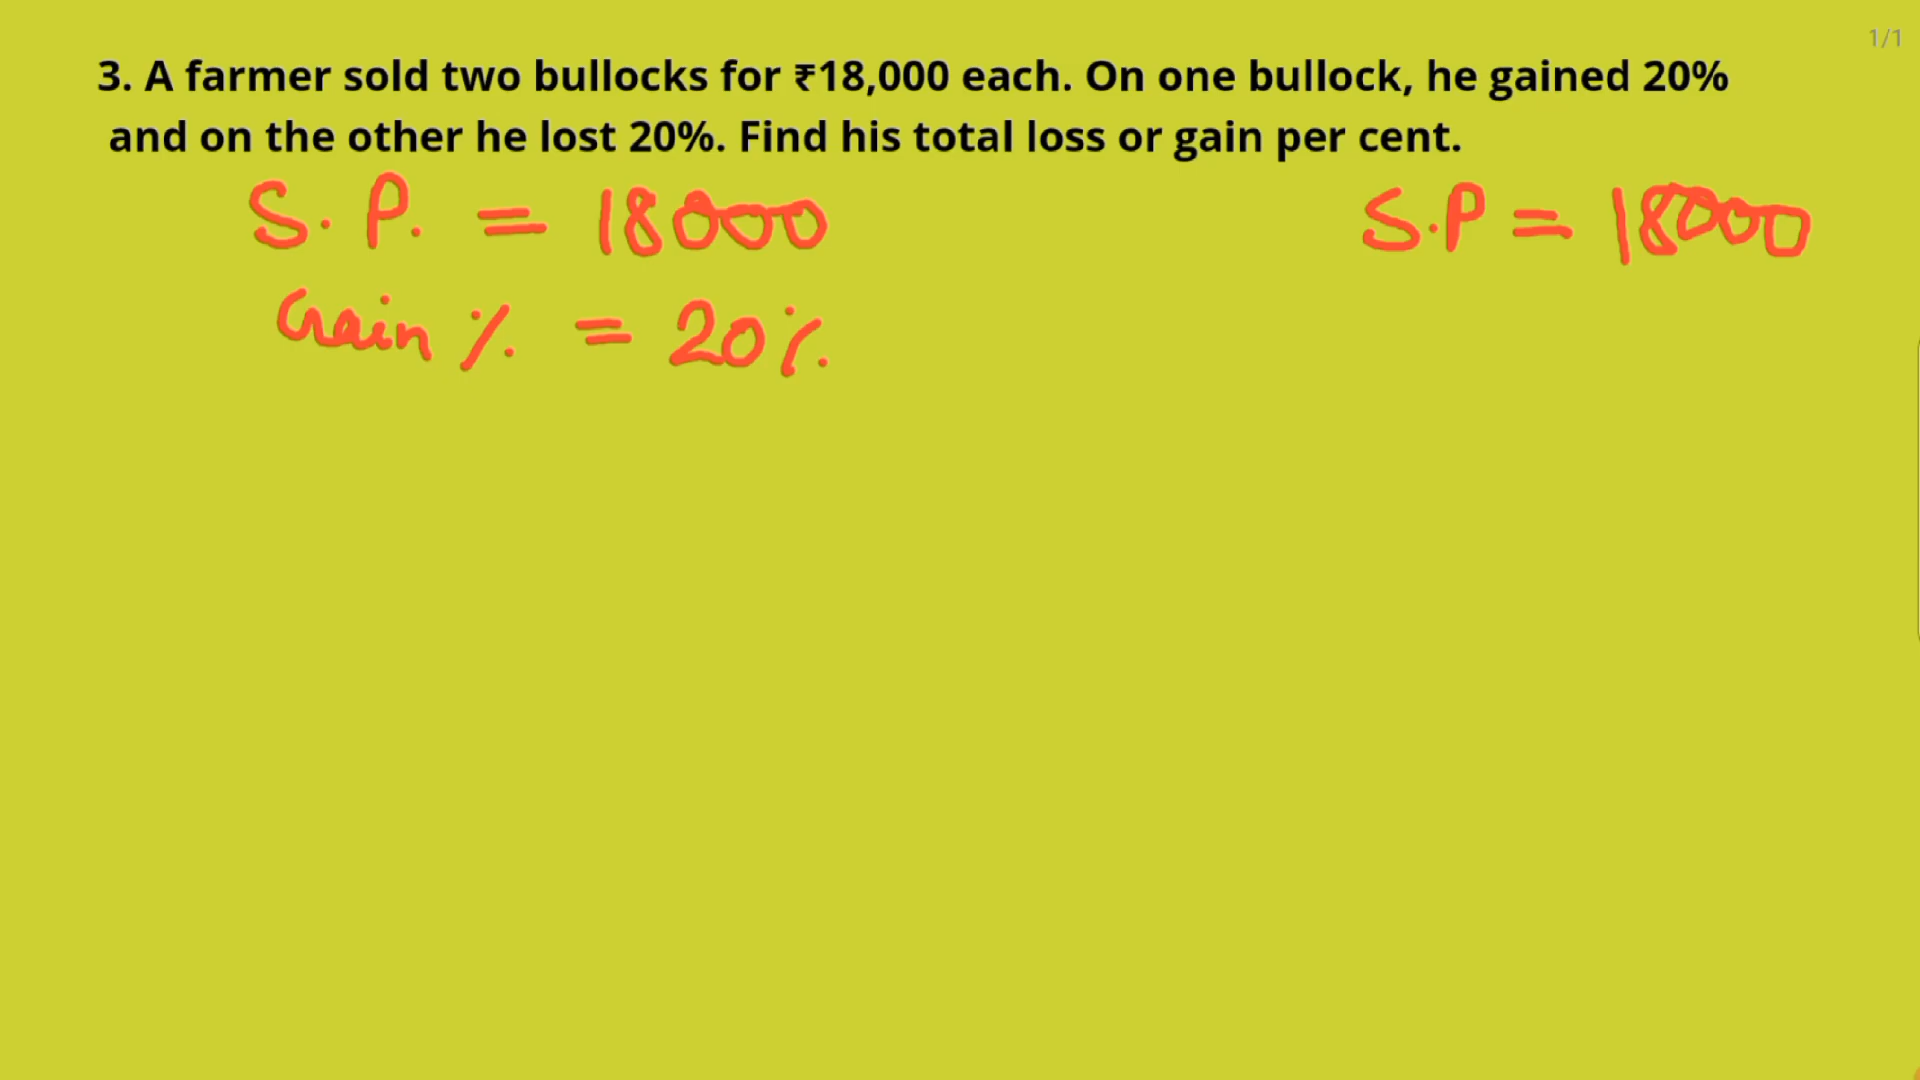 1/1
3. A farmer sold two bullocks for ₹18,000 each. On one bullock, he gained 20%
and on the other he lost 20%. Find his total loss or gain per cent.
S.P. = 18000 S.P = 18000
Gain % = 20%